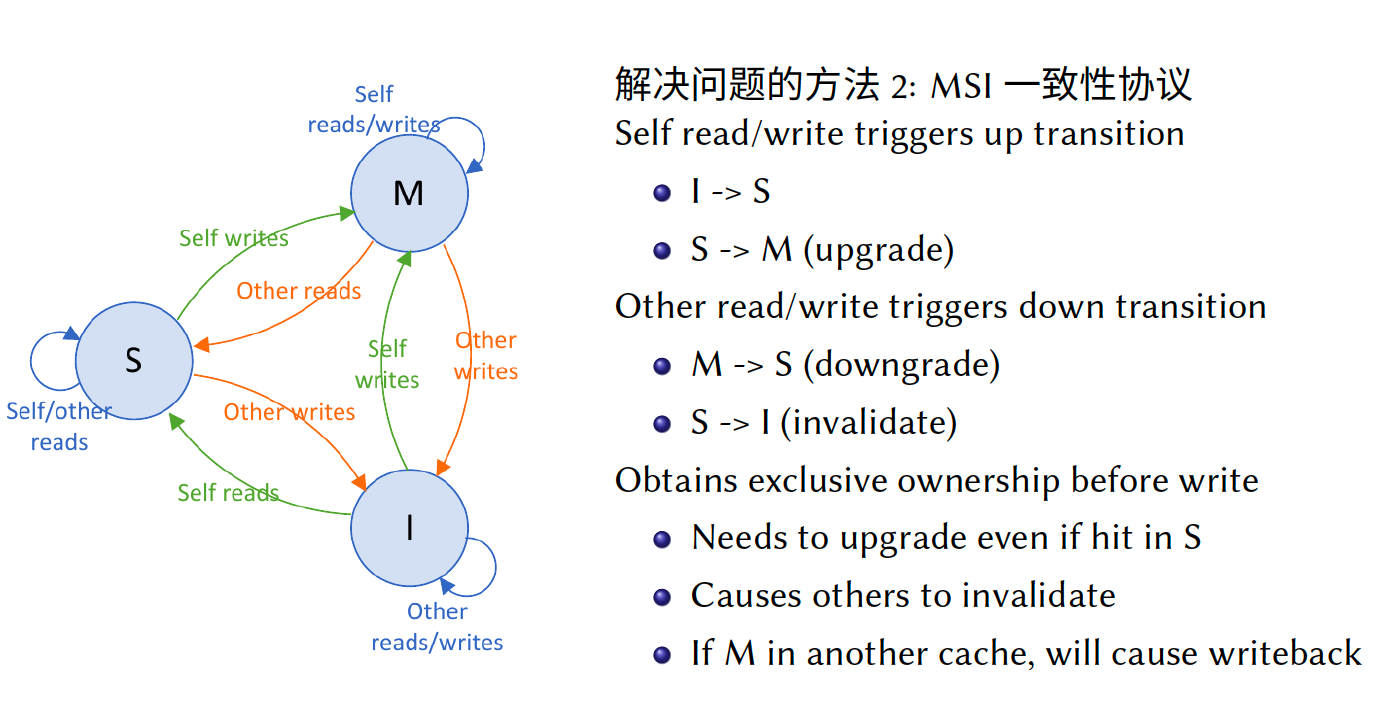 Self
reads/writes
M
Self writes
Other reads
Self
writes
Other
writes
S
Self/other
reads
Other writes
Self reads
I
Other
reads/writes
解决问题的方法 2: MSI 一致性协议
Self read/write triggers up transition
I -> S
S -> M (upgrade)
Other read/write triggers down transition
M -> S (downgrade)
S -> I (invalidate)
Obtains exclusive ownership before write
Needs to upgrade even if hit in S
Causes others to invalidate
If M in another cache, will cause writeback